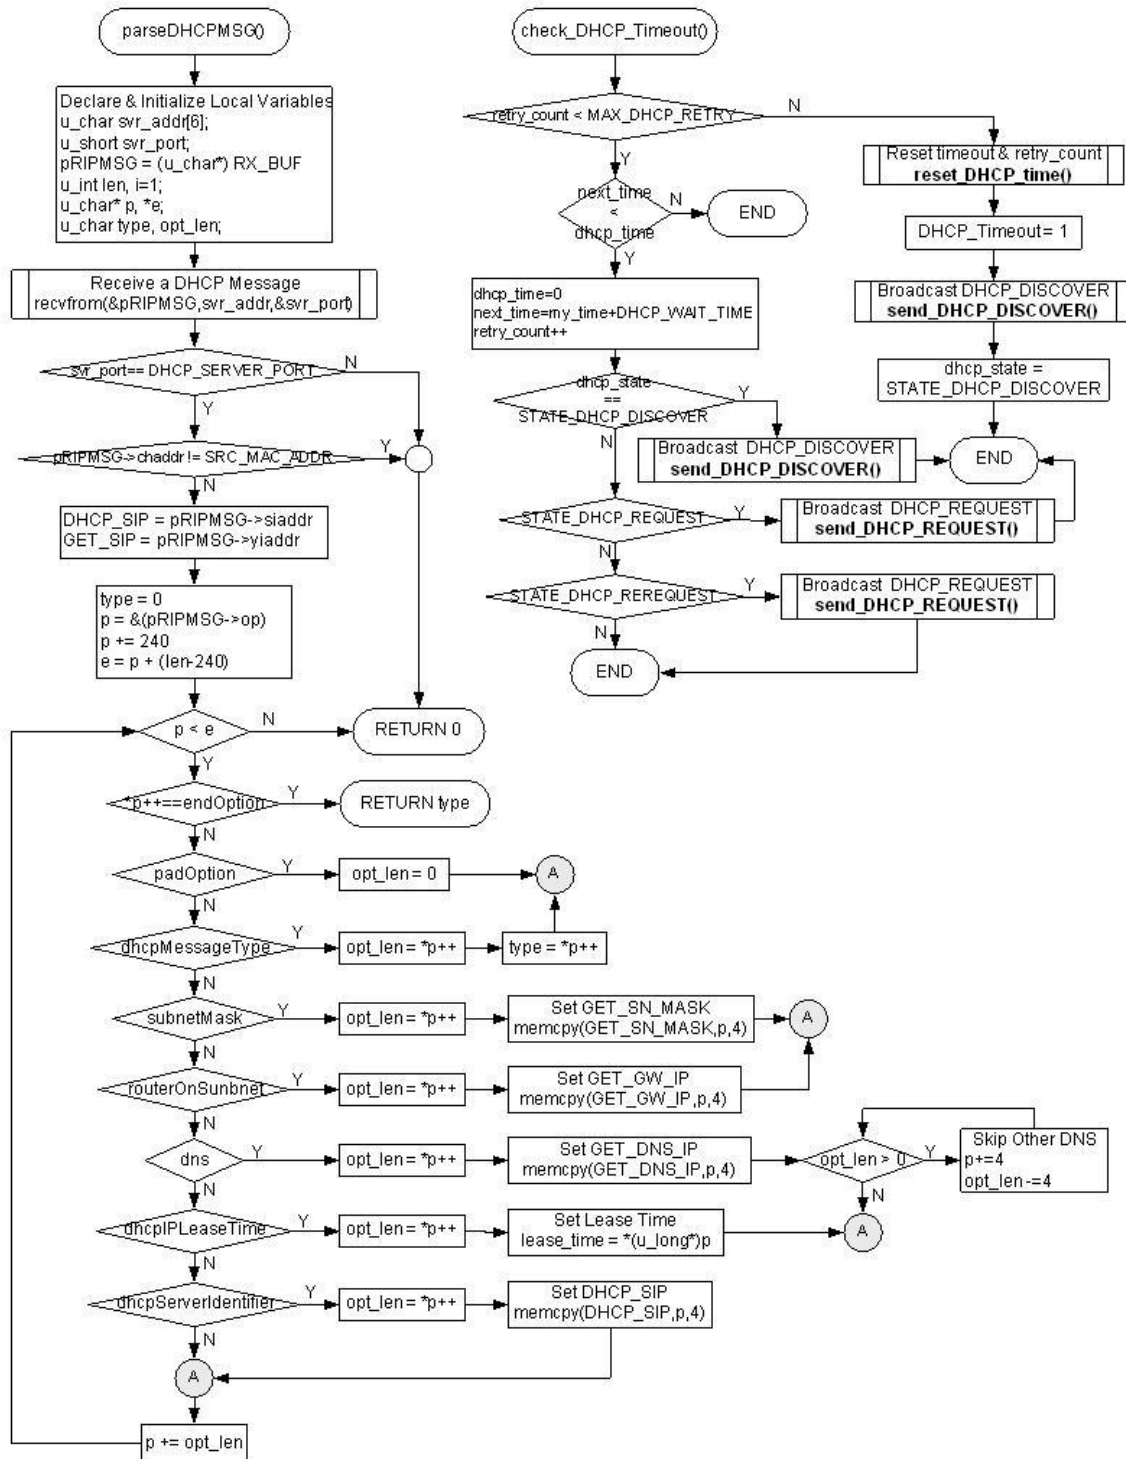 parseDHCPMSG()
Declare & Initialize Local Variables
u_char svr_addr[6];
u_short svr_port;
pRIPMSG = (u_char*) RX_BUF
u_int len, i=1;
u_char* p, *e;
u_char type, opt_len;
Receive a DHCP Message
recvfrom(&pRIPMSG,svr_addr,&svr_port)
svr_port== DHCP_SERVER_PORT
N
Y
pRIPMSG->chaddr!= SRC_MAC_ADDR
Y
N
DHCP_SIP = pRIPMSG->siaddr
GET_SIP = pRIPMSG->yiaddr
type = 0
p = &(pRIPMSG->op)
p += 240
e = p + (len-240)
p < e
N
RETURN 0
Y
*p++==endOption
Y
RETURN type
N
padOption
Y
opt_len = 0
A
N
dhcpMessageType
Y
opt_len = *p++
type = *p++
N
subnetMask
Y
opt_len = *p++
Set GET_SN_MASK
memcpy(GET_SN_MASK,p,4)
A
N
routerOnSunbnet
Y
opt_len = *p++
Set GET_GW_IP
memcpy(GET_GW_IP,p,4)
N
dns
Y
opt_len = *p++
Set GET_DNS_IP
memcpy(GET_DNS_IP,p,4)
opt_len > 0
Y
Skip Other DNS
p+=4
opt_len -=4
N
N
dhcpIPLeaseTime
Y
opt_len = *p++
Set Lease Time
lease_time = *(u_long*)p
A
N
dhcpServerIdentifier
Y
opt_len = *p++
Set DHCP_SIP
memcpy(DHCP_SIP,p,4)
N
A
p += opt_len
check_DHCP_Timeout()
retry_count < MAX_DHCP_RETRY
N
Y
next_time
<
dhcp_time
N
END
Y
dhcp_time=0
next_time=my_time+DHCP_WAIT_TIME
retry_count++
dhcp_state
==
STATE_DHCP_DISCOVER
Y
N
Broadcast DHCP_DISCOVER
send_DHCP_DISCOVER()
STATE_DHCP_REQUEST
Y
Broadcast DHCP_REQUEST
send_DHCP_REQUEST()
N
STATE_DHCP_REREQUEST
Y
Broadcast DHCP_REQUEST
send_DHCP_REQUEST()
N
END
Reset timeout & retry_count
reset_DHCP_time()
DHCP_Timeout= 1
Broadcast DHCP_DISCOVER
send_DHCP_DISCOVER()
dhcp_state =
STATE_DHCP_DISCOVER
END